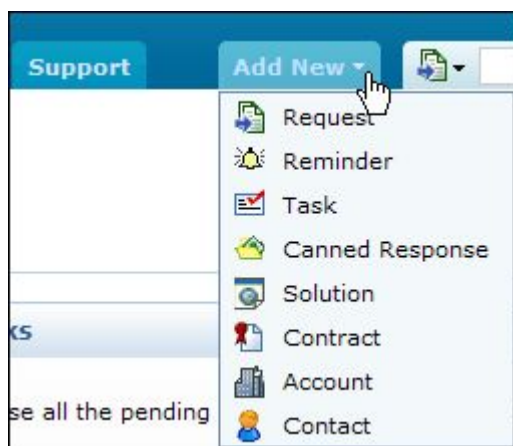 Support
Add New
Request
Reminder
Task
Canned Response
Solution
Contract
Account
Contact
se all the pending